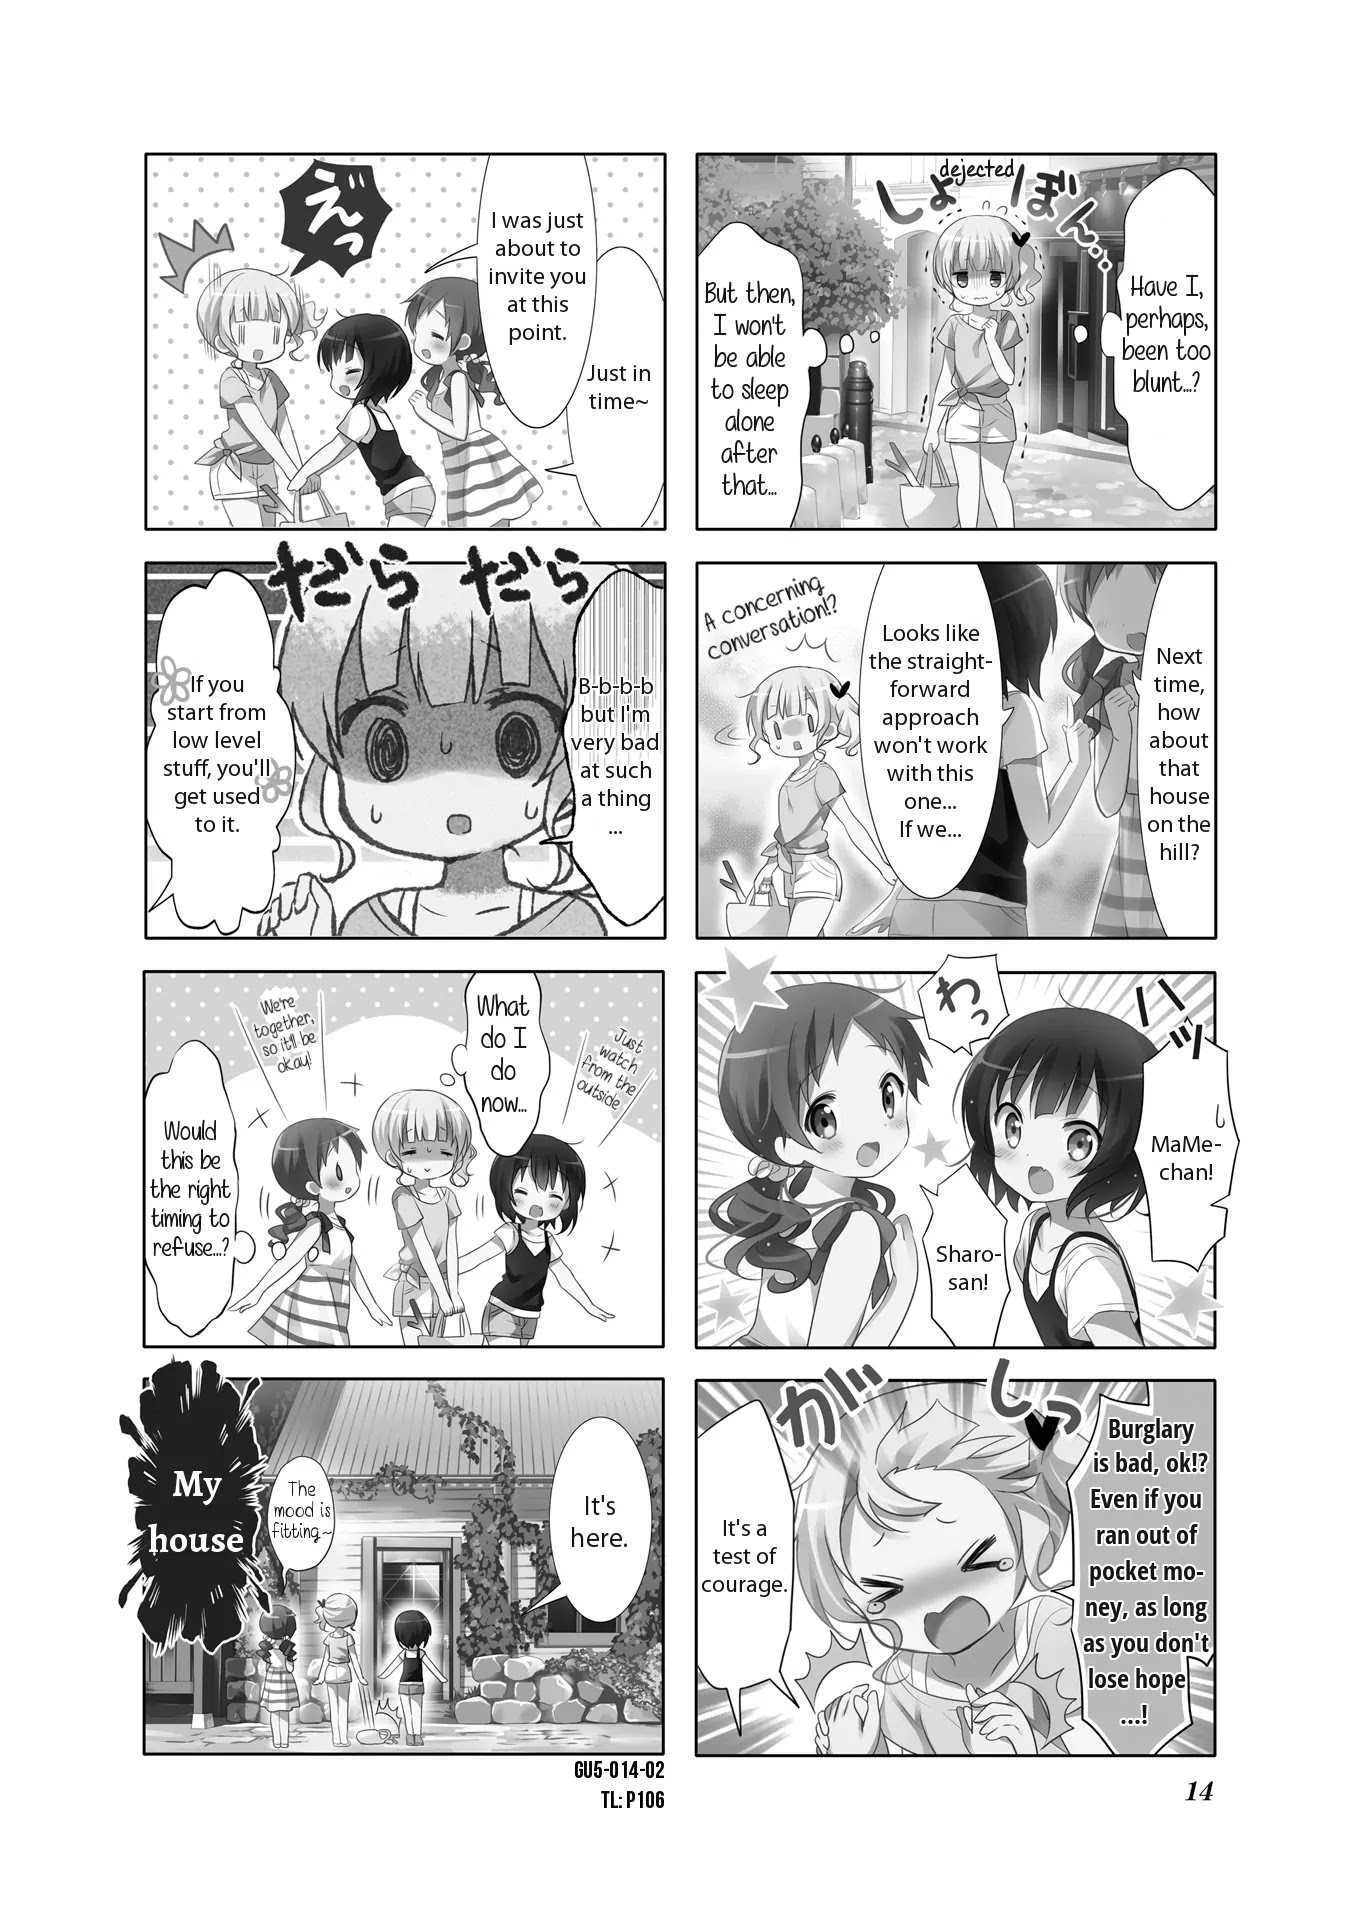 しょぼん...
dejected
Have I,
perhaps,
been too
blunt...?
But then,
I won't
be able
to sleep
alone
after
that...
Next
time,
how
about
that
house
on the
hill?
Looks like
the straight-
forward
approach
won't work
with this
one...
If we...
A concerning
conversation!?
ハッ
わっ
MaMe-
chan!
Sharo-
san!
がしっ
Burglary
is bad, ok!?
Even if you
ran out of
pocket mo-
ney, as long
as you don't
lose hope
...!
It's a
test of
courage.
I was just
about to
invite you
at this
point.
Just in
time~
えっ
だらだら
B-b-b-b
but I'm
very bad
at such
a thing
...
If you
start from
low level
stuff, you'll
get used
to it.
What
do I
do
now...
Just
watch
from the
outside
We're
together,
so it'll be
okay!
Would
this be
the right
timing to
refuse...?
It's
here.
The
mood is
fitting~
My
house
GU5-014-02
TL: P106
14